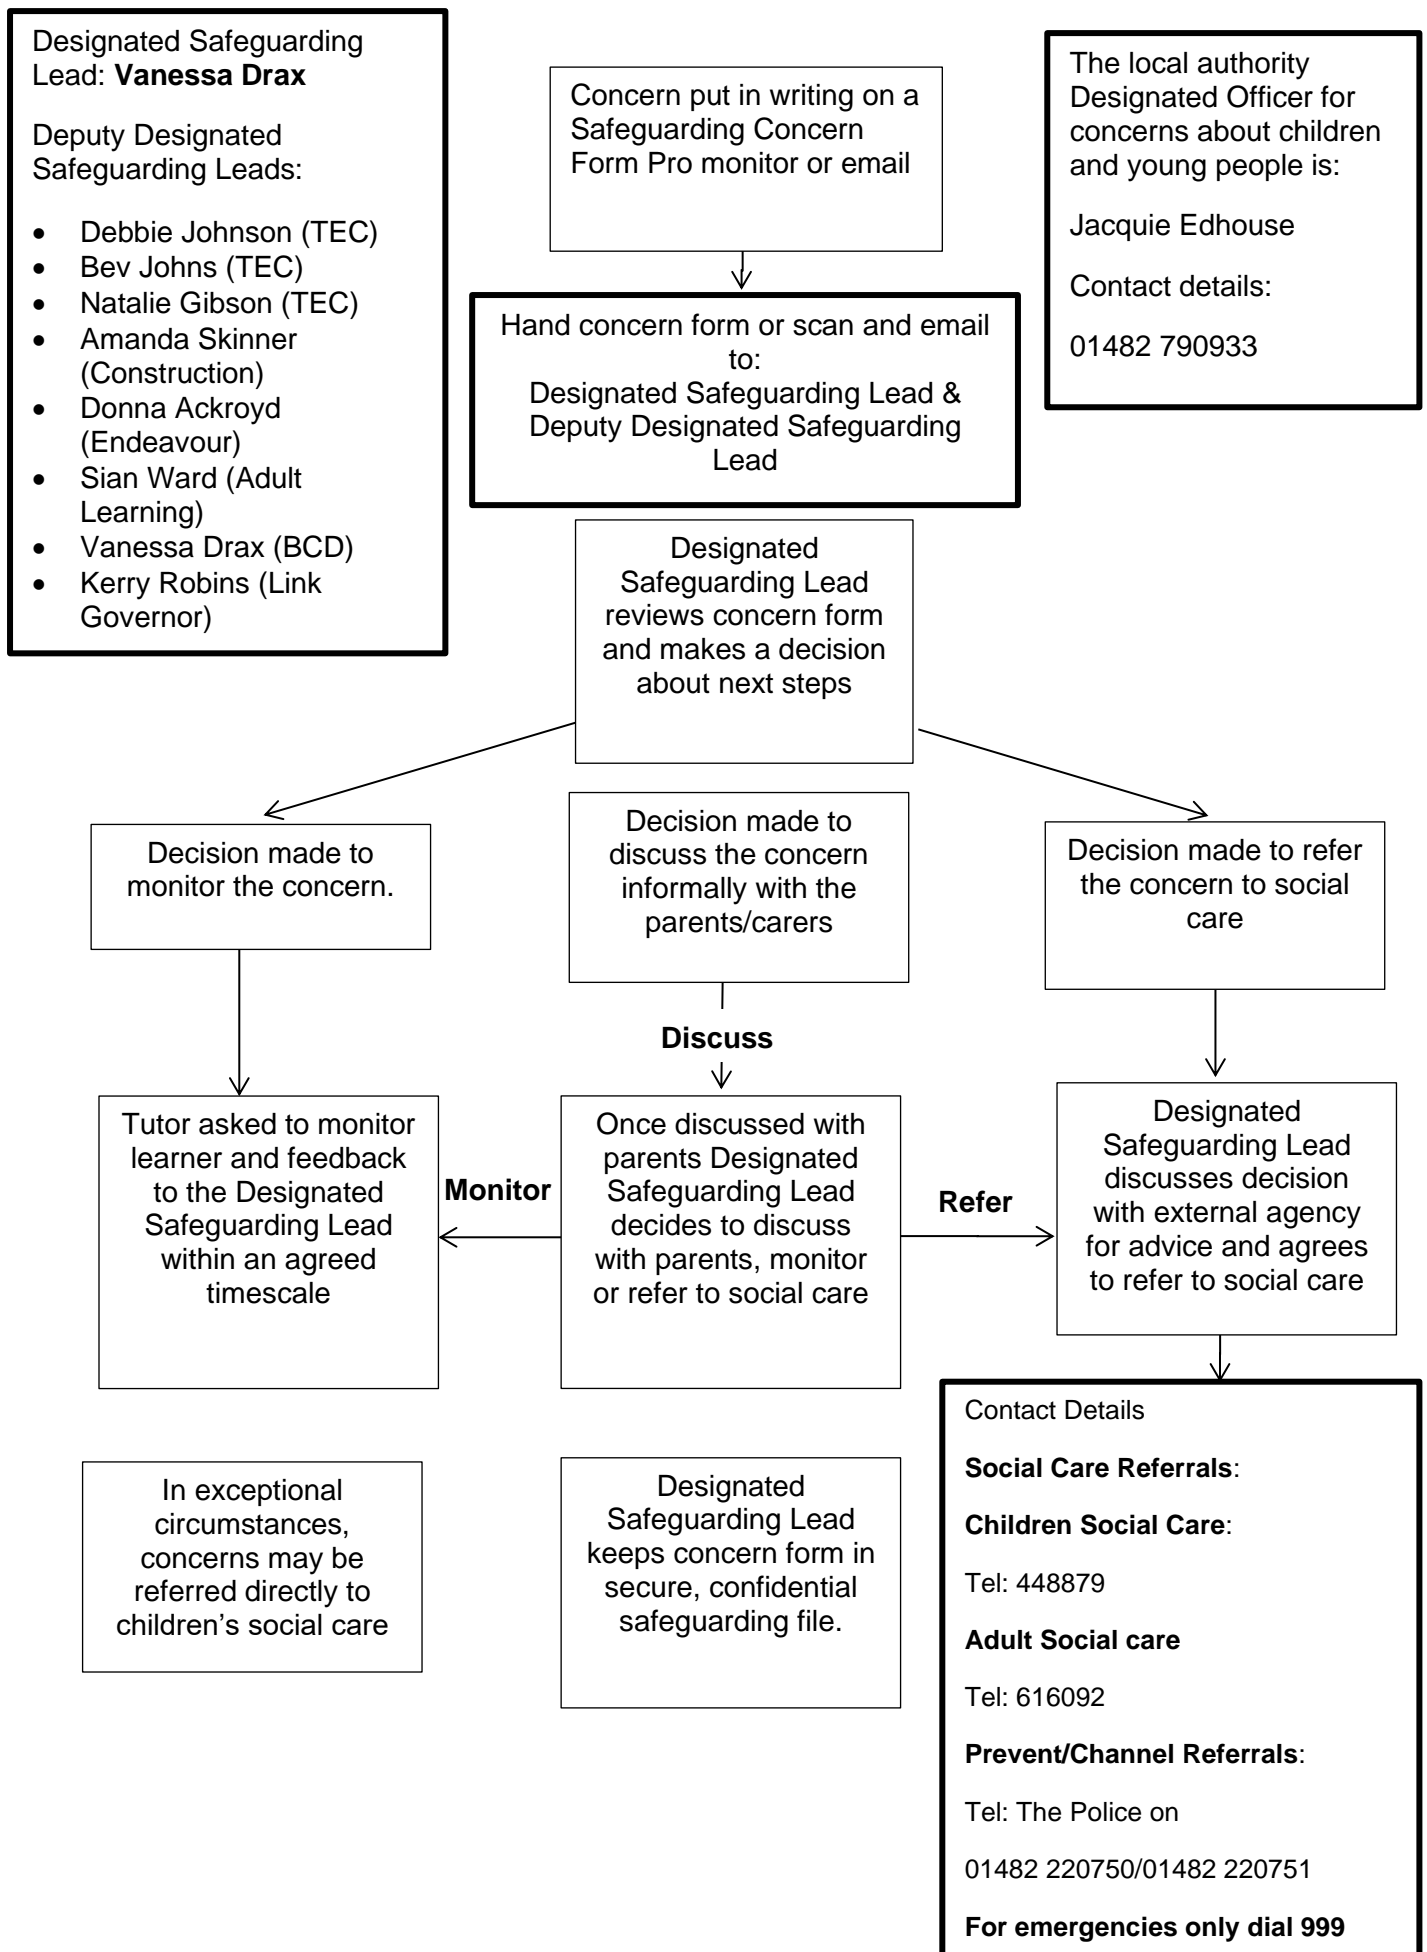 Designated Safeguarding
Lead: Vanessa Drax
Deputy Designated
Safeguarding Leads:
• Debbie Johnson (TEC)
• Bev Johns (TEC)
• Natalie Gibson (TEC)
• Amanda Skinner
(Construction)
• Donna Ackroyd
(Endeavour)
• Sian Ward (Adult
Learning)
• Vanessa Drax (BCD)
• Kerry Robins (Link
Governor)
Concern put in writing on a
Safeguarding Concern
Form Pro monitor or email
The local authority
Designated Officer for
concerns about children
and young people is:
Jacquie Edhouse
Contact details:
01482 790933
Hand concern form or scan and email
to:
Designated Safeguarding Lead &
Deputy Designated Safeguarding
Lead
Designated
Safeguarding Lead
reviews concern form
and makes a decision
about next steps
Decision made to
monitor the concern.
Decision made to
discuss the concern
informally with the
parents/carers
Decision made to refer
the concern to social
care
Discuss
Tutor asked to monitor
learner and feedback
to the Designated
Safeguarding Lead
within an agreed
timescale
Monitor
Once discussed with
parents Designated
Safeguarding Lead
decides to discuss
with parents, monitor
or refer to social care
Refer
Designated
Safeguarding Lead
discusses decision
with external agency
for advice and agrees
to refer to social care
In exceptional
circumstances,
concerns may be
referred directly to
children’s social care
Designated
Safeguarding Lead
keeps concern form in
secure, confidential
safeguarding file.
Contact Details
Social Care Referrals:
Children Social Care:
Tel: 448879
Adult Social care
Tel: 616092
Prevent/Channel Referrals:
Tel: The Police on
01482 220750/01482 220751
For emergencies only dial 999